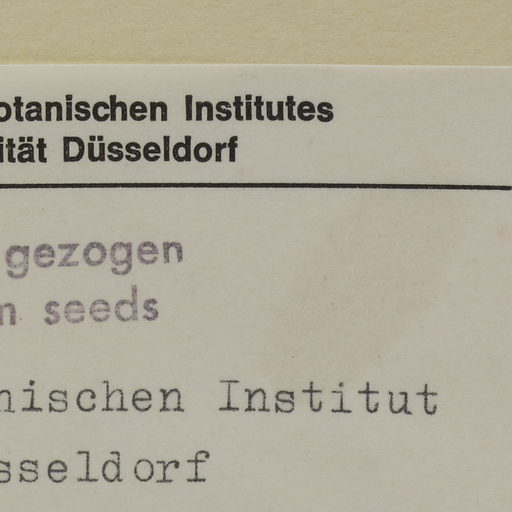 otanischen Institutes
ität Düsseldorf
gezogen
n seeds
nischen Institut
sseldorf